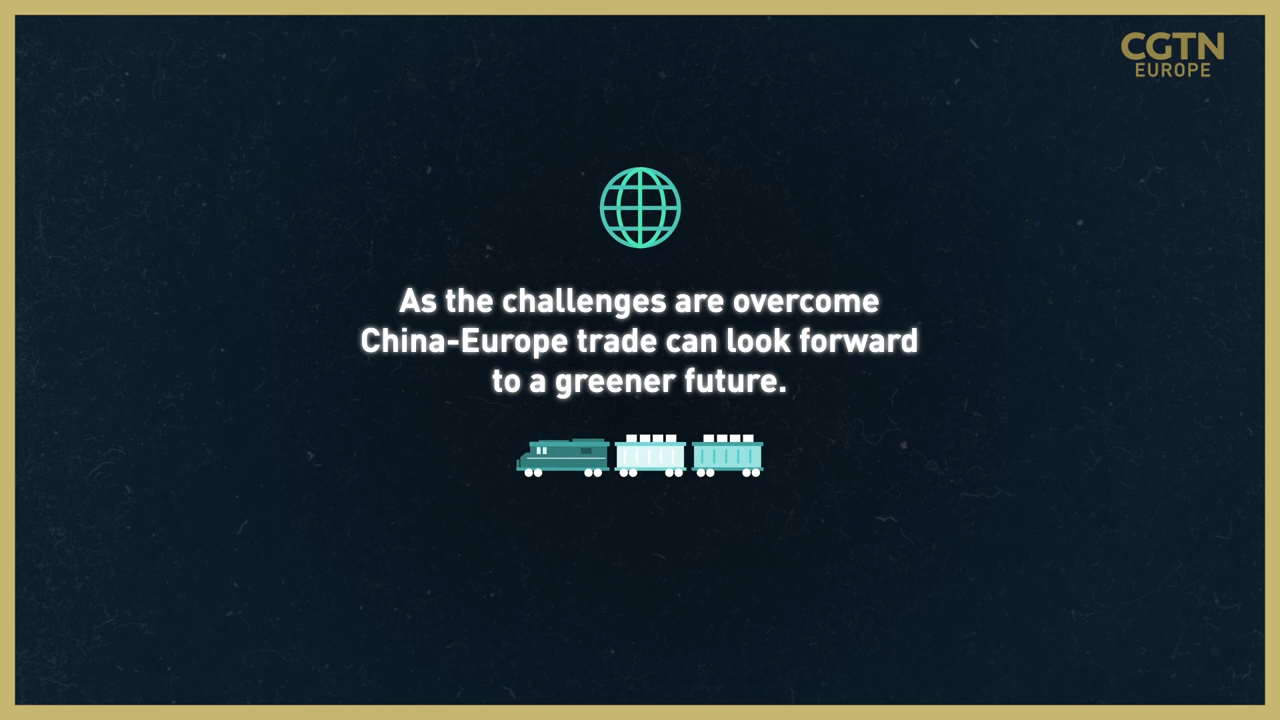 CGTN
EUROPE
As the challenges are overcome
China-Europe trade can look forward
to a greener future.